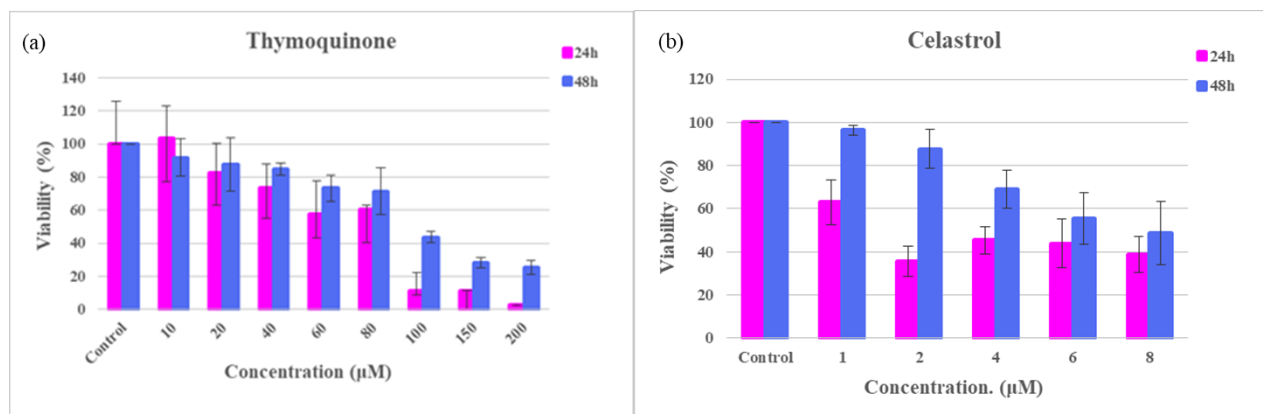 (a)
Thymoquinone
24h
48h
140
120
100
80
60
40
20
0
Viability (%)
Control 10 20 40 60 80 100 150 200
Concentration (µM)
(b)
Celastrol
24h
48h
120
100
80
60
40
20
0
Viability (%)
Control 1 2 4 6 8
Concentration. (µM)